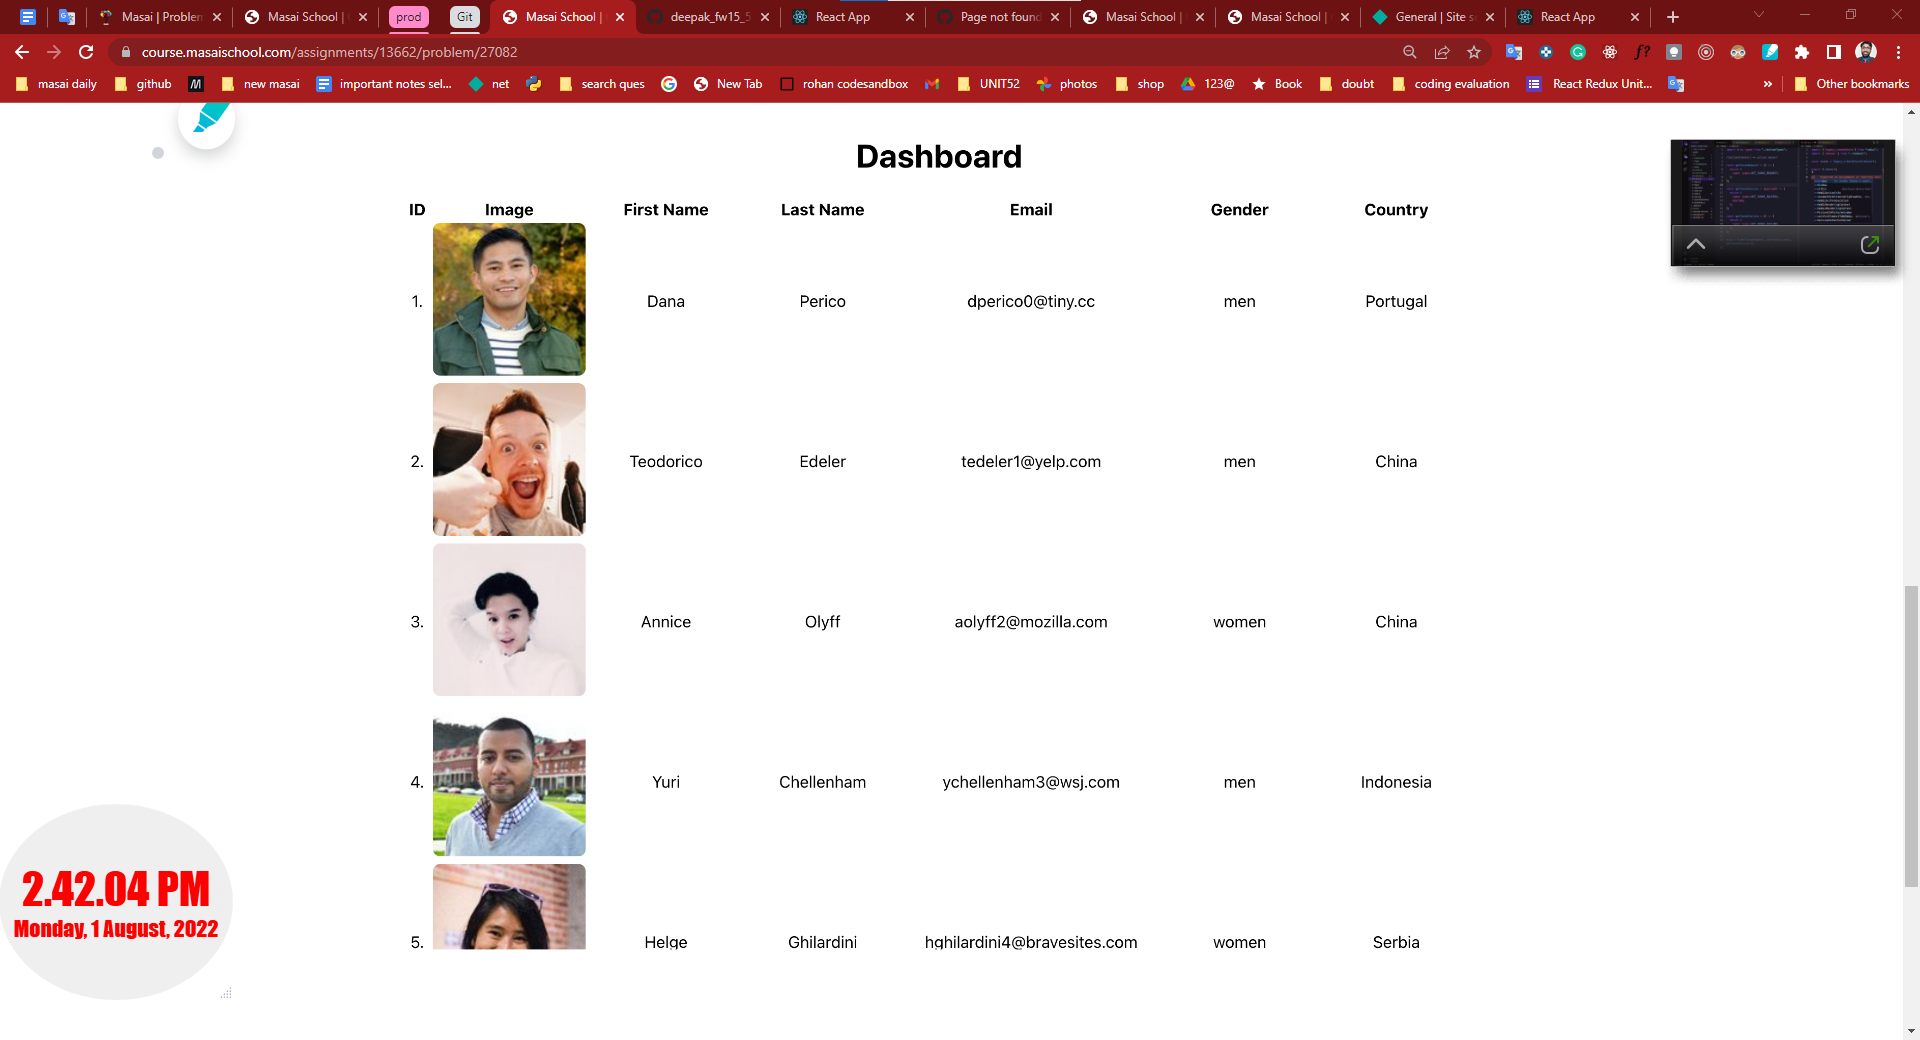 Masai | Problem
Masai School |
prod
Git
Masai School |
deepak_fw15_5
React App
Page not found
Masai School |
Masai School |
General | Site s
React App
course.masaischool.com/assignments/13662/problem/27082
masai daily
github
M
new masai
important notes sel...
net
search ques
New Tab
rohan codesandbox
UNIT52
photos
shop
123@
Book
doubt
coding evaluation
React Redux Unit...
»
Other bookmarks
Dashboard
ID Image First Name Last Name Email Gender Country
1. Dana Perico dperico0@tiny.cc men Portugal
2. Teodorico Edeler tedeler1@yelp.com men China
3. Annice Olyff aolyff2@mozilla.com women China
4. Yuri Chellenham ychellenham3@wsj.com men Indonesia
5. Helge Ghilardini hghilardini4@bravesites.com women Serbia
2.42.04 PM
Monday, 1 August, 2022